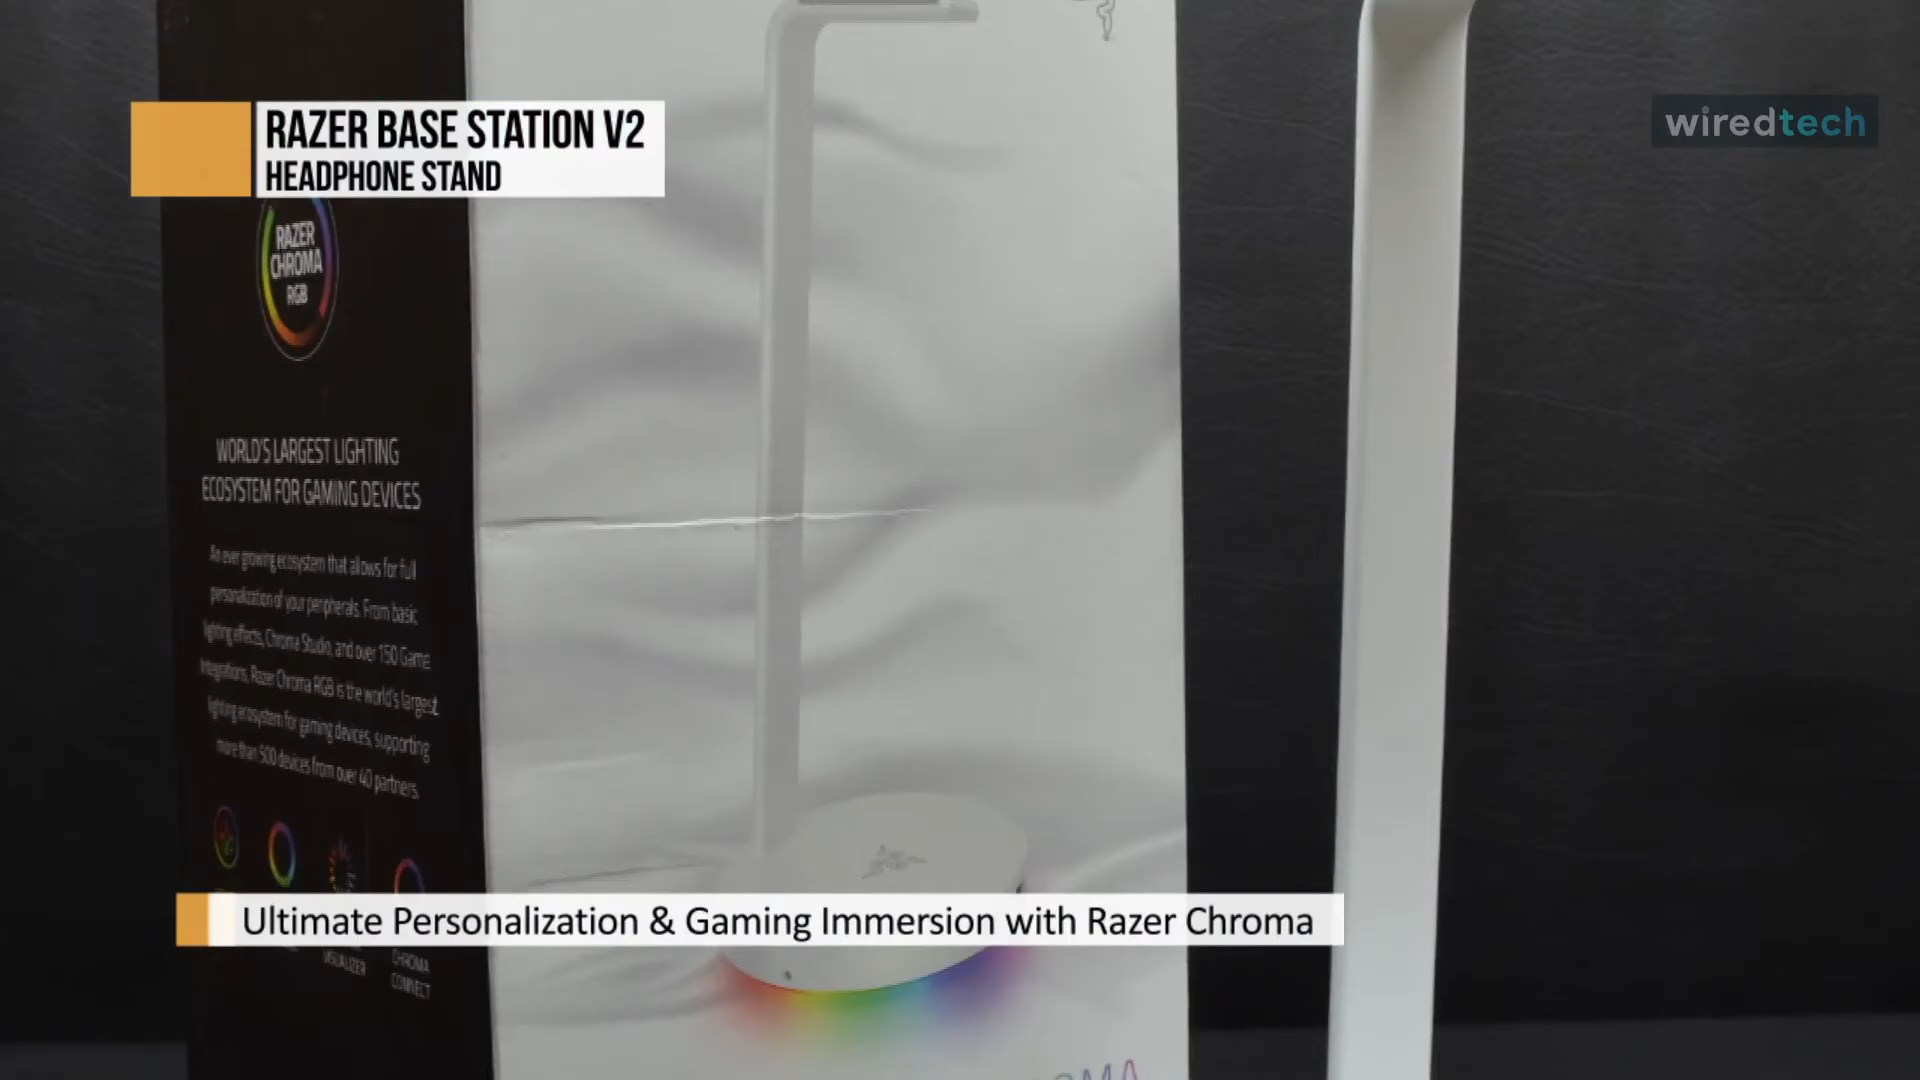 RAZER BASE STATION V2
HEADPHONE STAND
wiredtech
RAZER
CHROMA
RGB
WORLD'S LARGEST LIGHTING
ECOSYSTEM FOR GAMING DEVICES
An ever growing ecosystem that allows for full
personalization of your peripherals. From basic
lighting effects, Chroma Studio, and over 150 Game
Integrations, Razer Chroma RGB is the world's largest
lighting ecosystem for gaming devices, supporting
more than 500 devices from over 40 partners.
Ultimate Personalization & Gaming Immersion with Razer Chroma
VISUALIZER
CHROMA
CONNECT